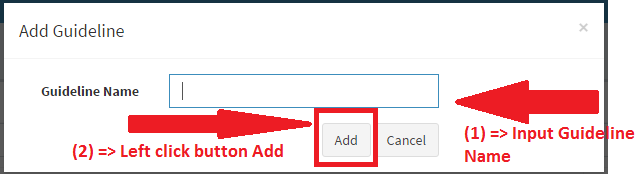 Add Guideline ×
Guideline Name
(1) => Input Guideline
Name
Add Cancel
(2) => Left click button Add